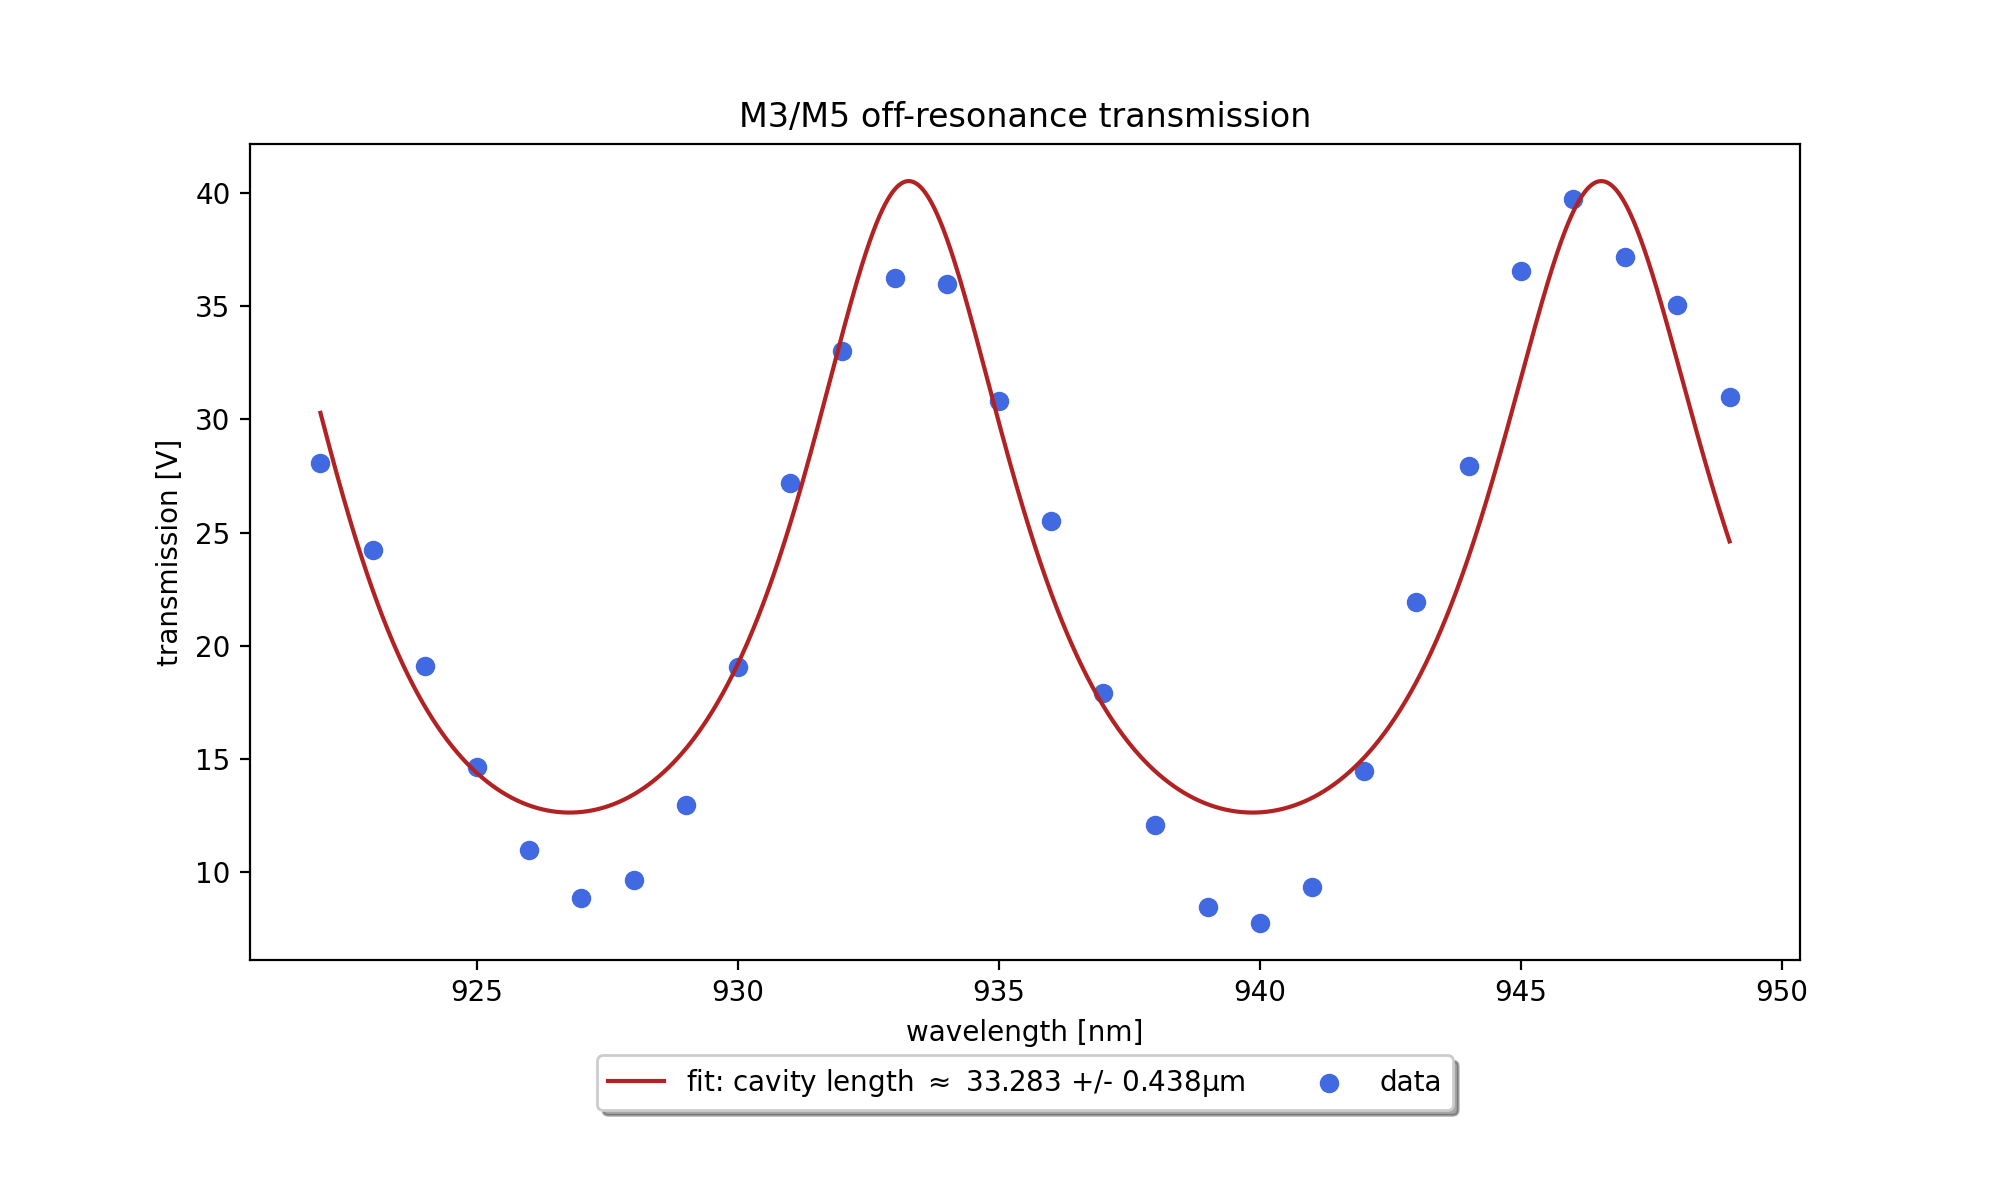 M3/M5 off-resonance transmission
transmission [V]
40
35
30
25
20
15
10
925 930 935 940 945 950
wavelength [nm]
fit: cavity length ≈ 33.283 +/- 0.438μm data